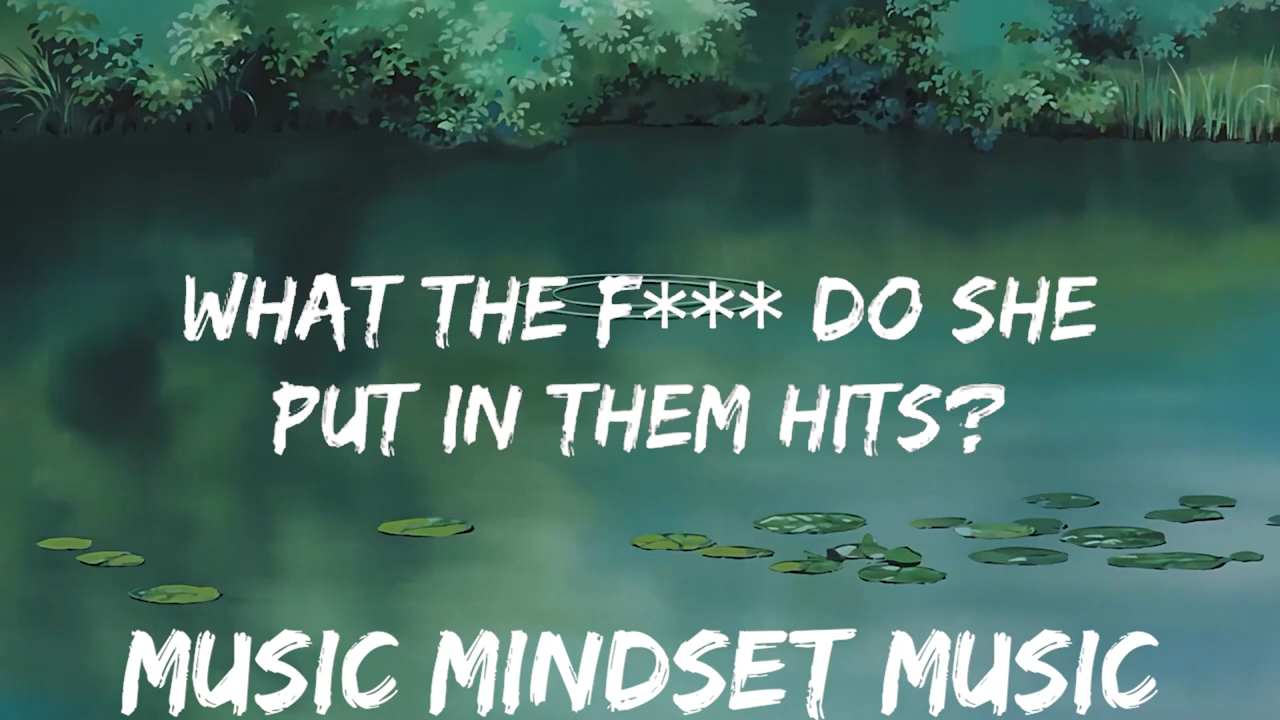 WHAT THE F*** DO SHE
PUT IN THEM HITS?
MUSIC MINDSET MUSIC